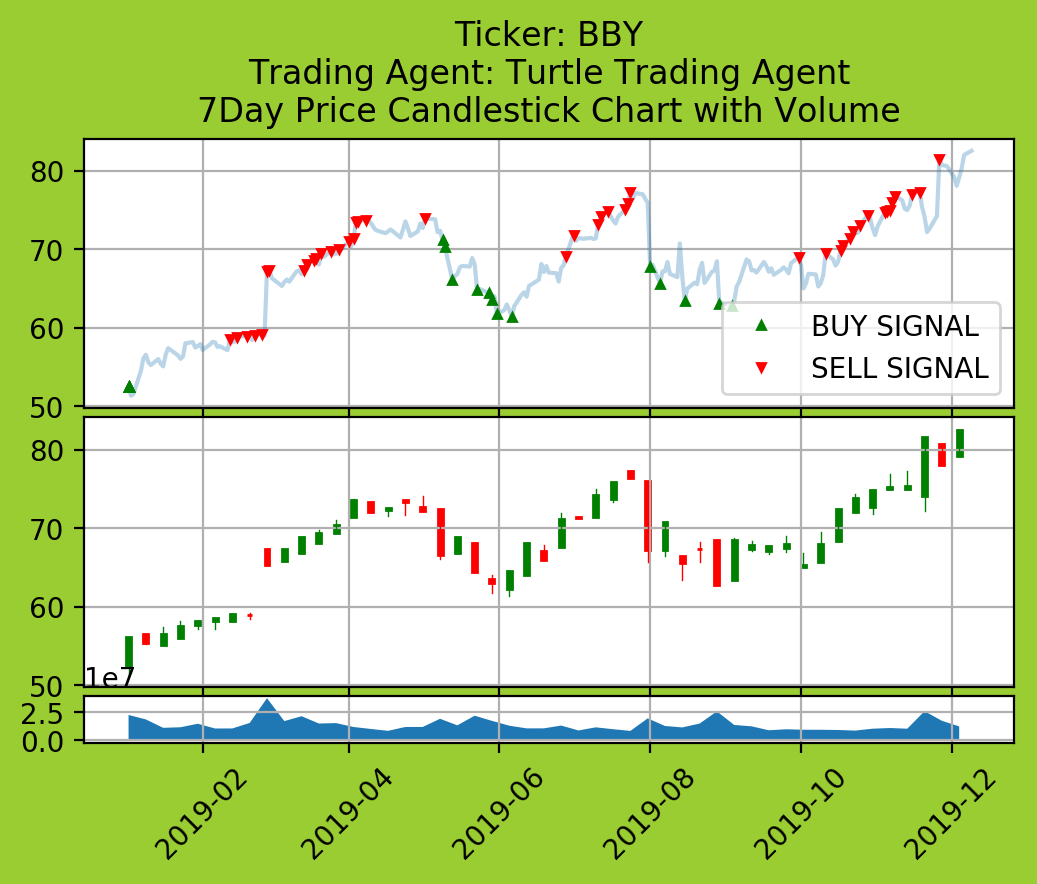 Ticker: BBY
Trading Agent: Turtle Trading Agent
7Day Price Candlestick Chart with Volume
80
70
60
50
BUY SIGNAL
SELL SIGNAL
80
70
60
50
1e7
2.5
0.0
2019-02
2019-04
2019-06
2019-08
2019-10
2019-12